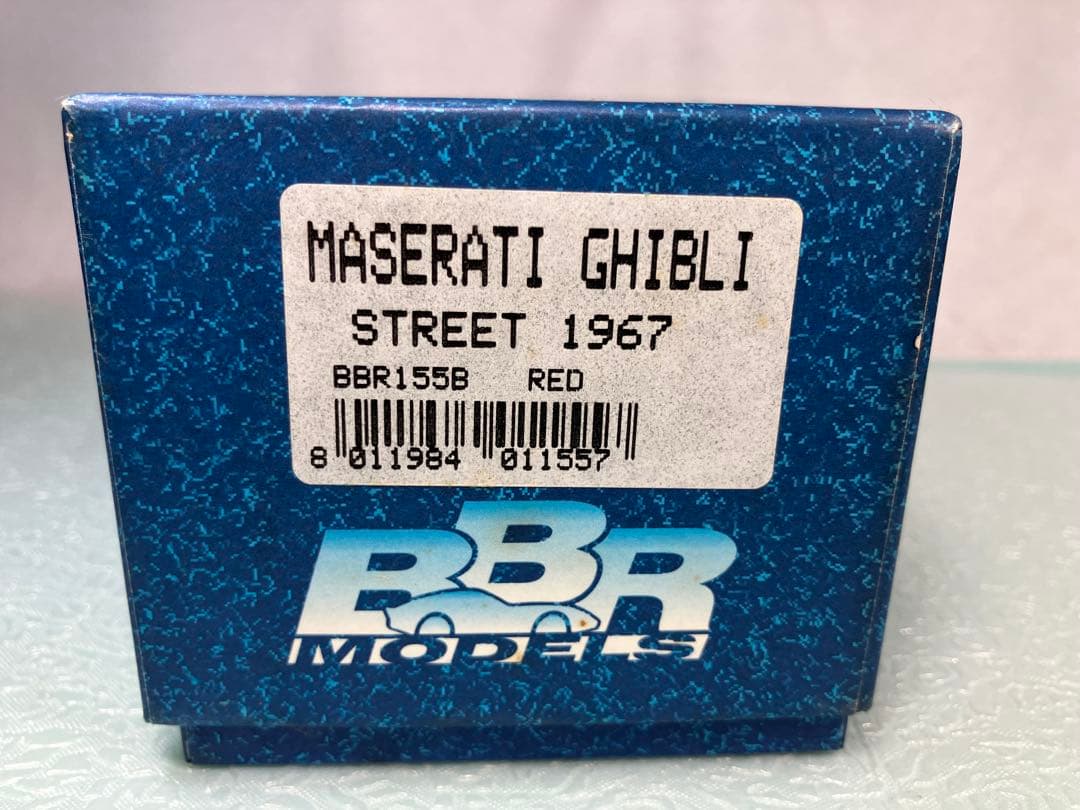 MASERATI GHIBLI
STREET 1967
BBR155B RED
8 011984 011557
BBR
MODELS